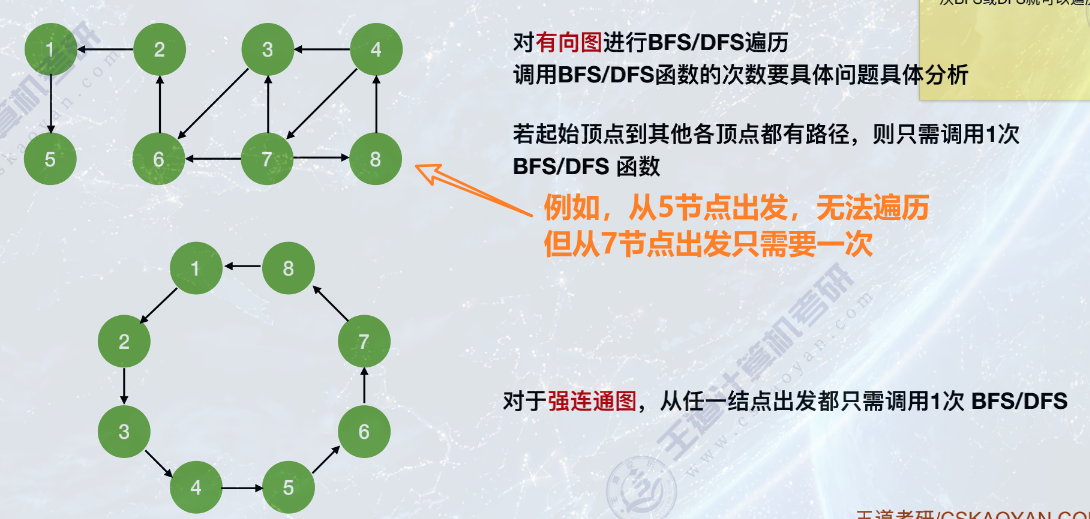 次BFS或DFS就可以遍历
1
2
3
4
5
6
7
8
对有向图进行BFS/DFS遍历
调用BFS/DFS函数的次数要具体问题具体分析
若起始顶点到其他各顶点都有路径，则只需调用1次
BFS/DFS 函数
例如，从5节点出发，无法遍历
但从7节点出发只需要一次
1
8
2
7
3
6
4
5
对于强连通图，从任一结点出发都只需调用1次 BFS/DFS
王道计算机考研
www.cskaoyan.com
王道考研/CSKAOYAN.COM